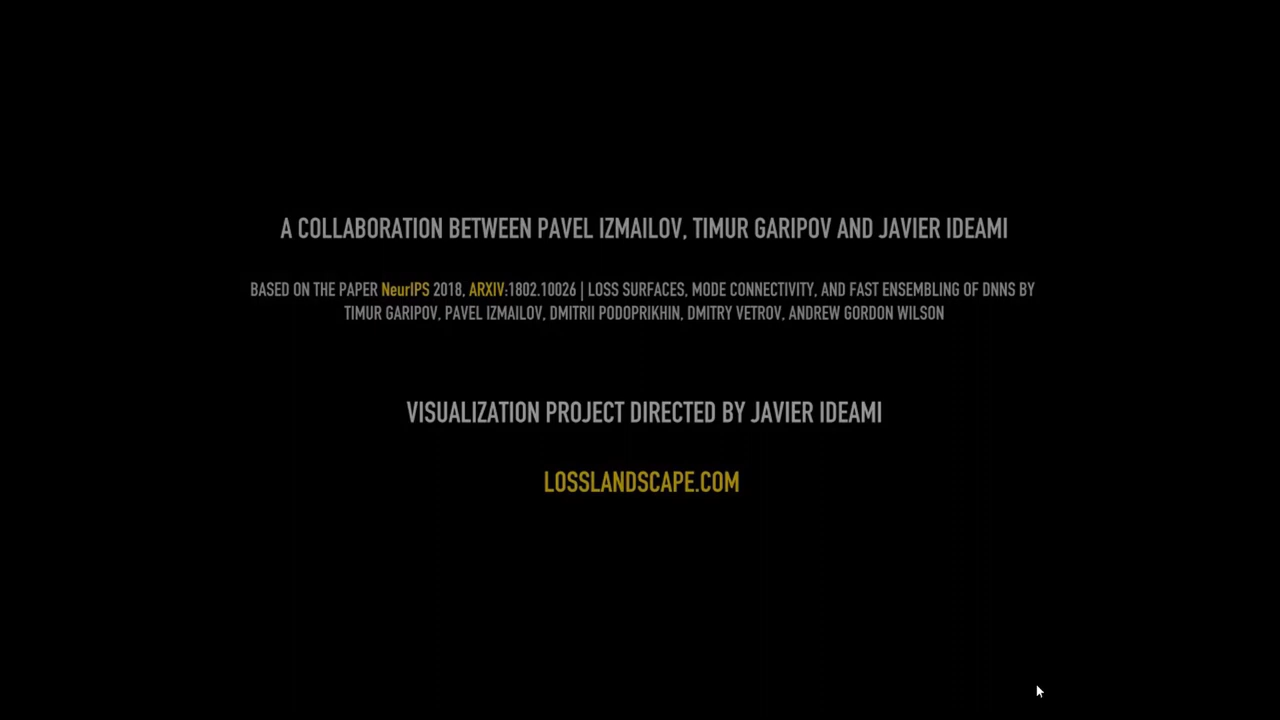 A COLLABORATION BETWEEN PAVEL IZMAILOV, TIMUR GARIPOV AND JAVIER IDEAMI
BASED ON THE PAPER NeurIPS 2018, ARXIV:1802.10026 | LOSS SURFACES, MODE CONNECTIVITY, AND FAST ENSEMBLING OF DNNS BY
TIMUR GARIPOV, PAVEL IZMAILOV, DMITRII PODOPRIKHIN, DMITRY VETROV, ANDREW GORDON WILSON
VISUALIZATION PROJECT DIRECTED BY JAVIER IDEAMI
LOSSLANDSCAPE.COM